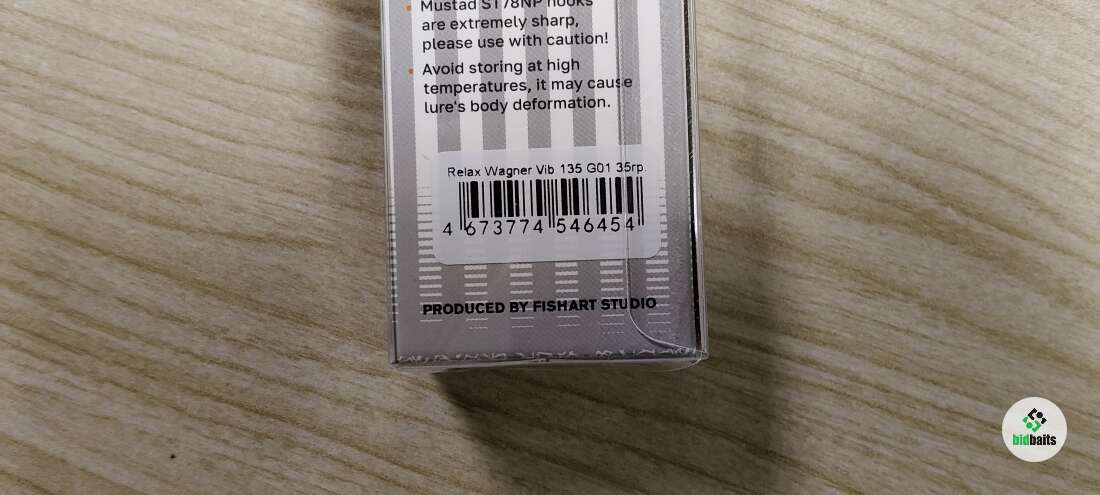 Mustad ST78NP hooks
are extremely sharp,
please use with caution!
Avoid storing at high
temperatures, it may cause
lure's body deformation.
Relax Wagner Vib 135 G01 35гр.
4 673774 546454
PRODUCED BY FISHART STUDIO
bidbaits